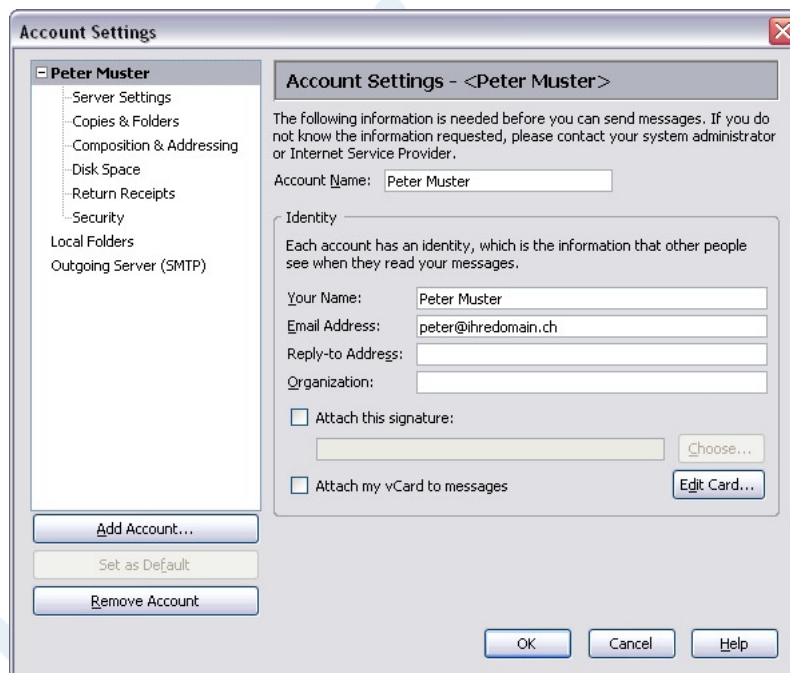 Account Settings
Peter Muster
Server Settings
Copies & Folders
Composition & Addressing
Disk Space
Return Receipts
Security
Local Folders
Outgoing Server (SMTP)
Add Account...
Set as Default
Remove Account
Account Settings - <Peter Muster>
The following information is needed before you can send messages. If you do
not know the information requested, please contact your system administrator
or Internet Service Provider.
Account Name: Peter Muster
Identity
Each account has an identity, which is the information that other people
see when they read your messages.
Your Name: Peter Muster
Email Address: peter@ihredomain.ch
Reply-to Address:
Organization:
Attach this signature:
Choose...
Attach my vCard to messages
Edit Card...
OK Cancel Help